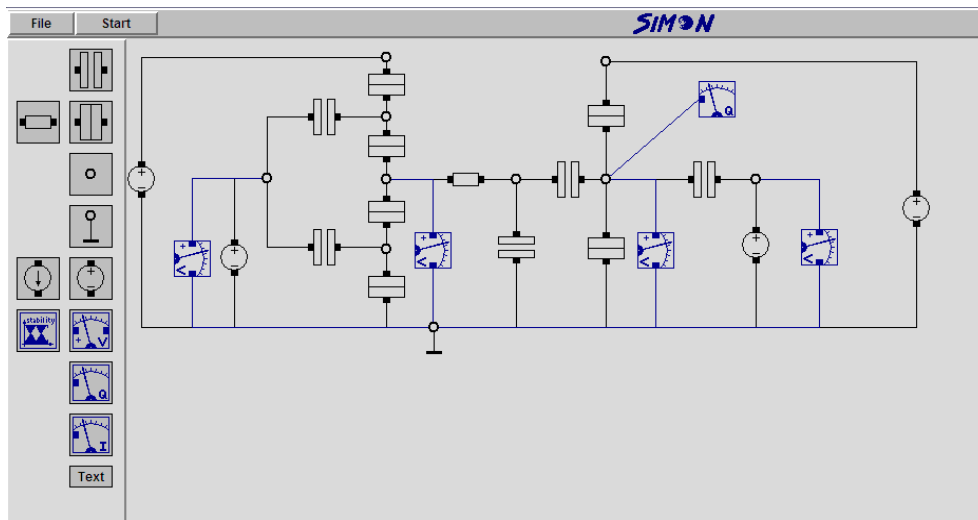 File Start SIMON
stability
+ V
Q
I
Text
Q
+
+
+
+